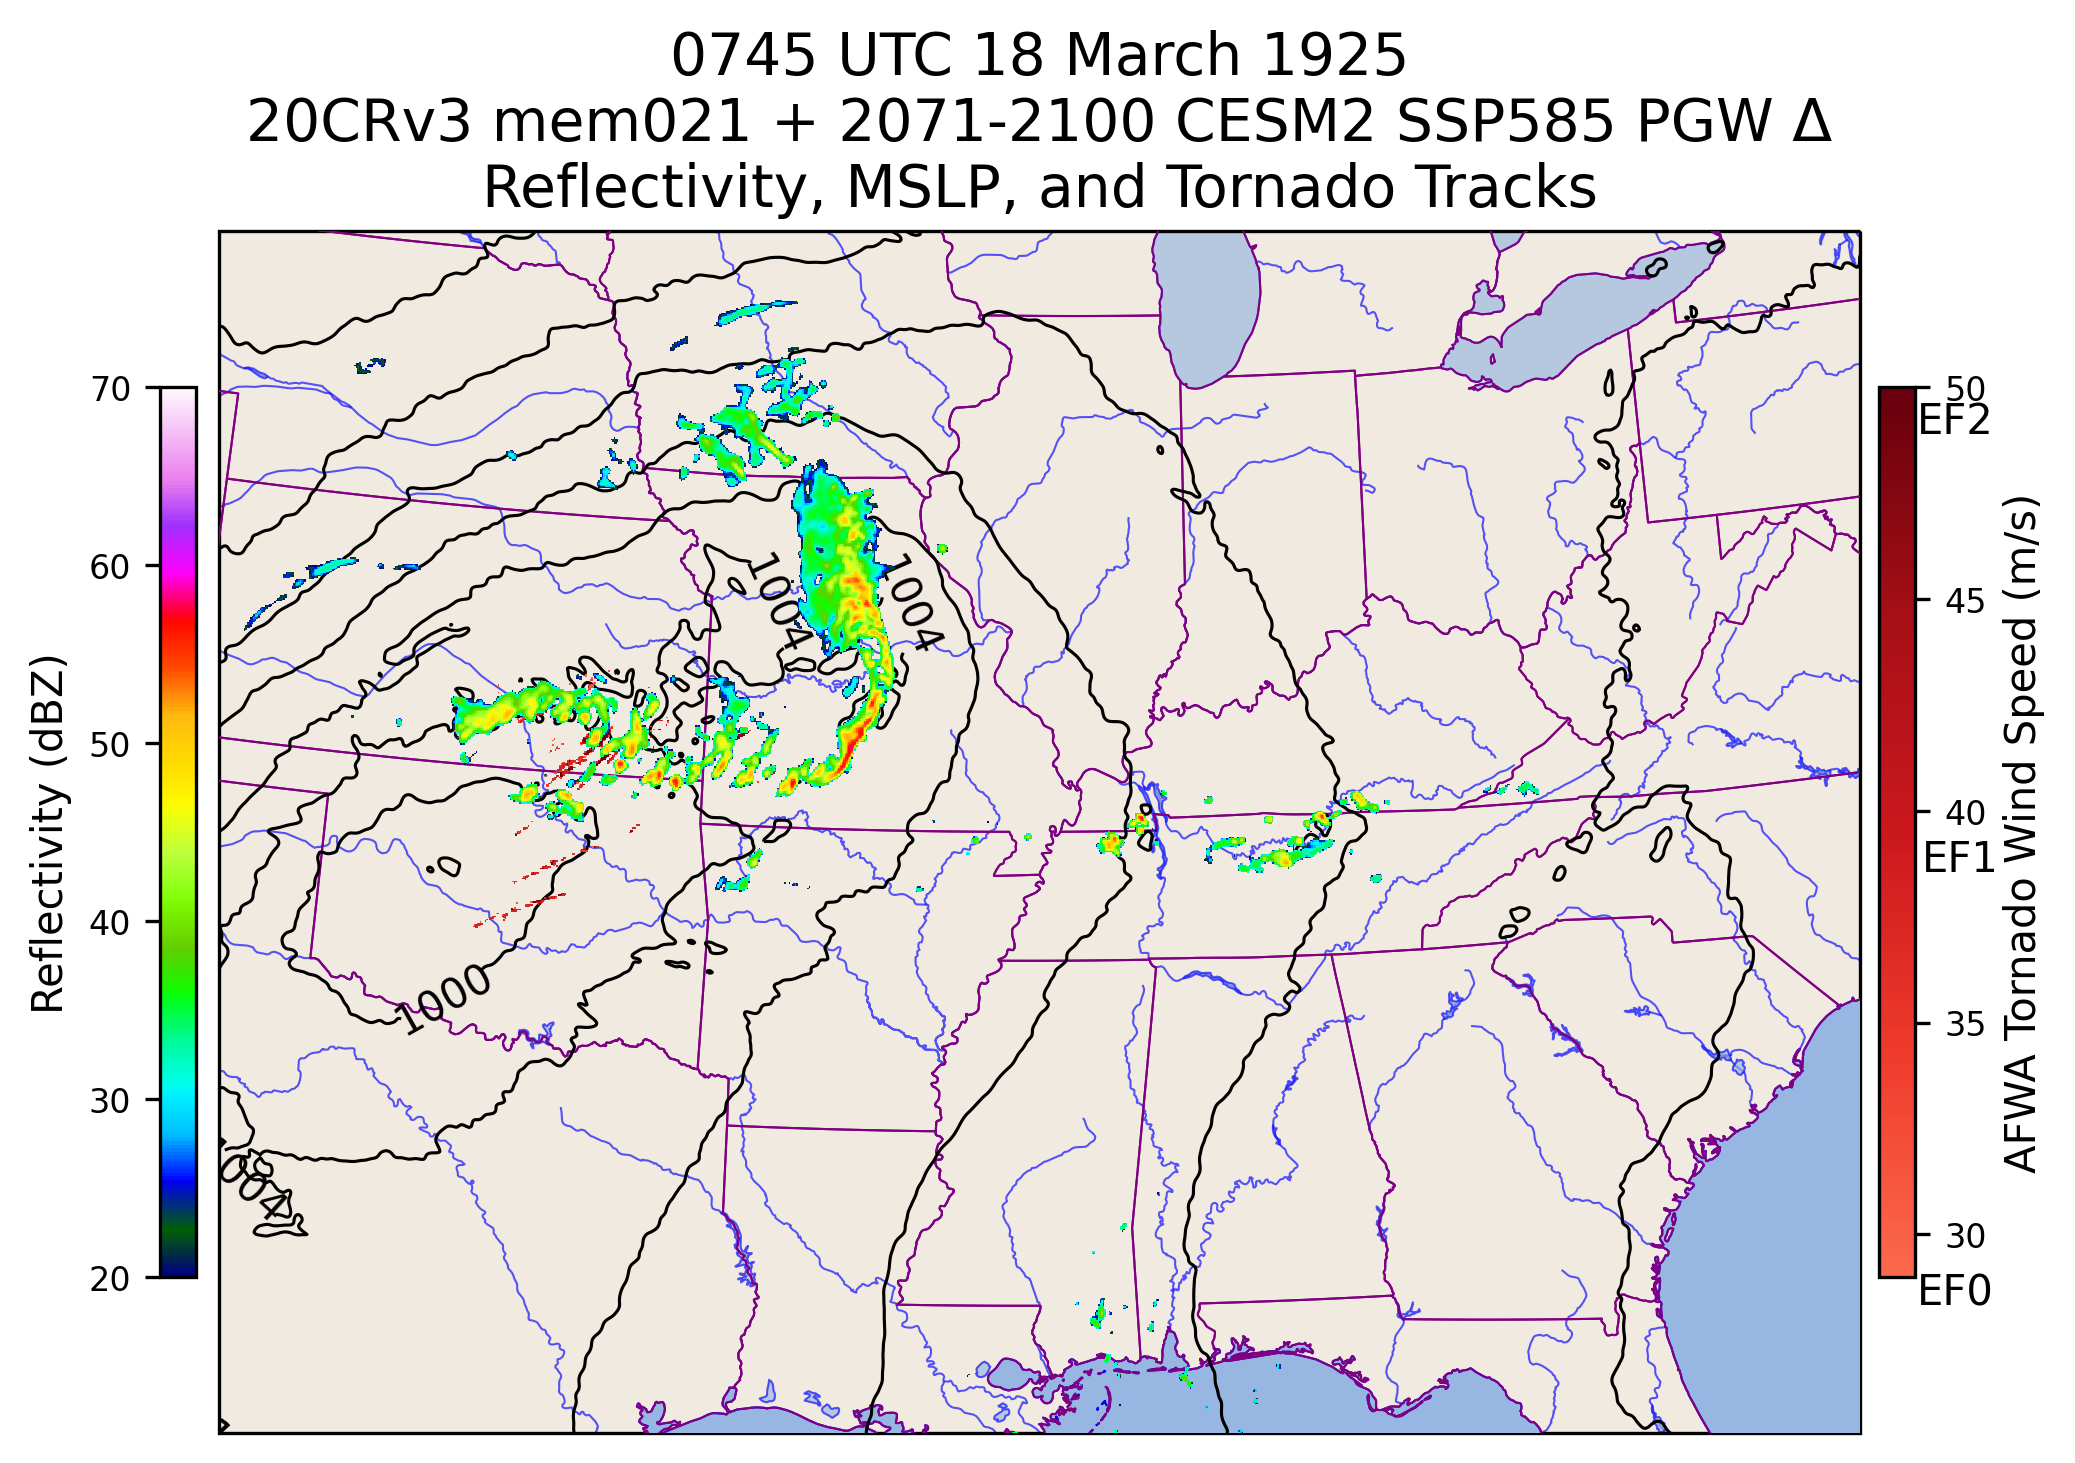 0745 UTC 18 March 1925
20CRv3 mem021 + 2071-2100 CESM2 SSP585 PGW Δ
Reflectivity, MSLP, and Tornado Tracks
70
60
50
40
30
20
Reflectivity (dBZ)
1004
1004
1000
004
50
EF2
45
40
EF1
35
30
EF0
AFWA Tornado Wind Speed (m/s)